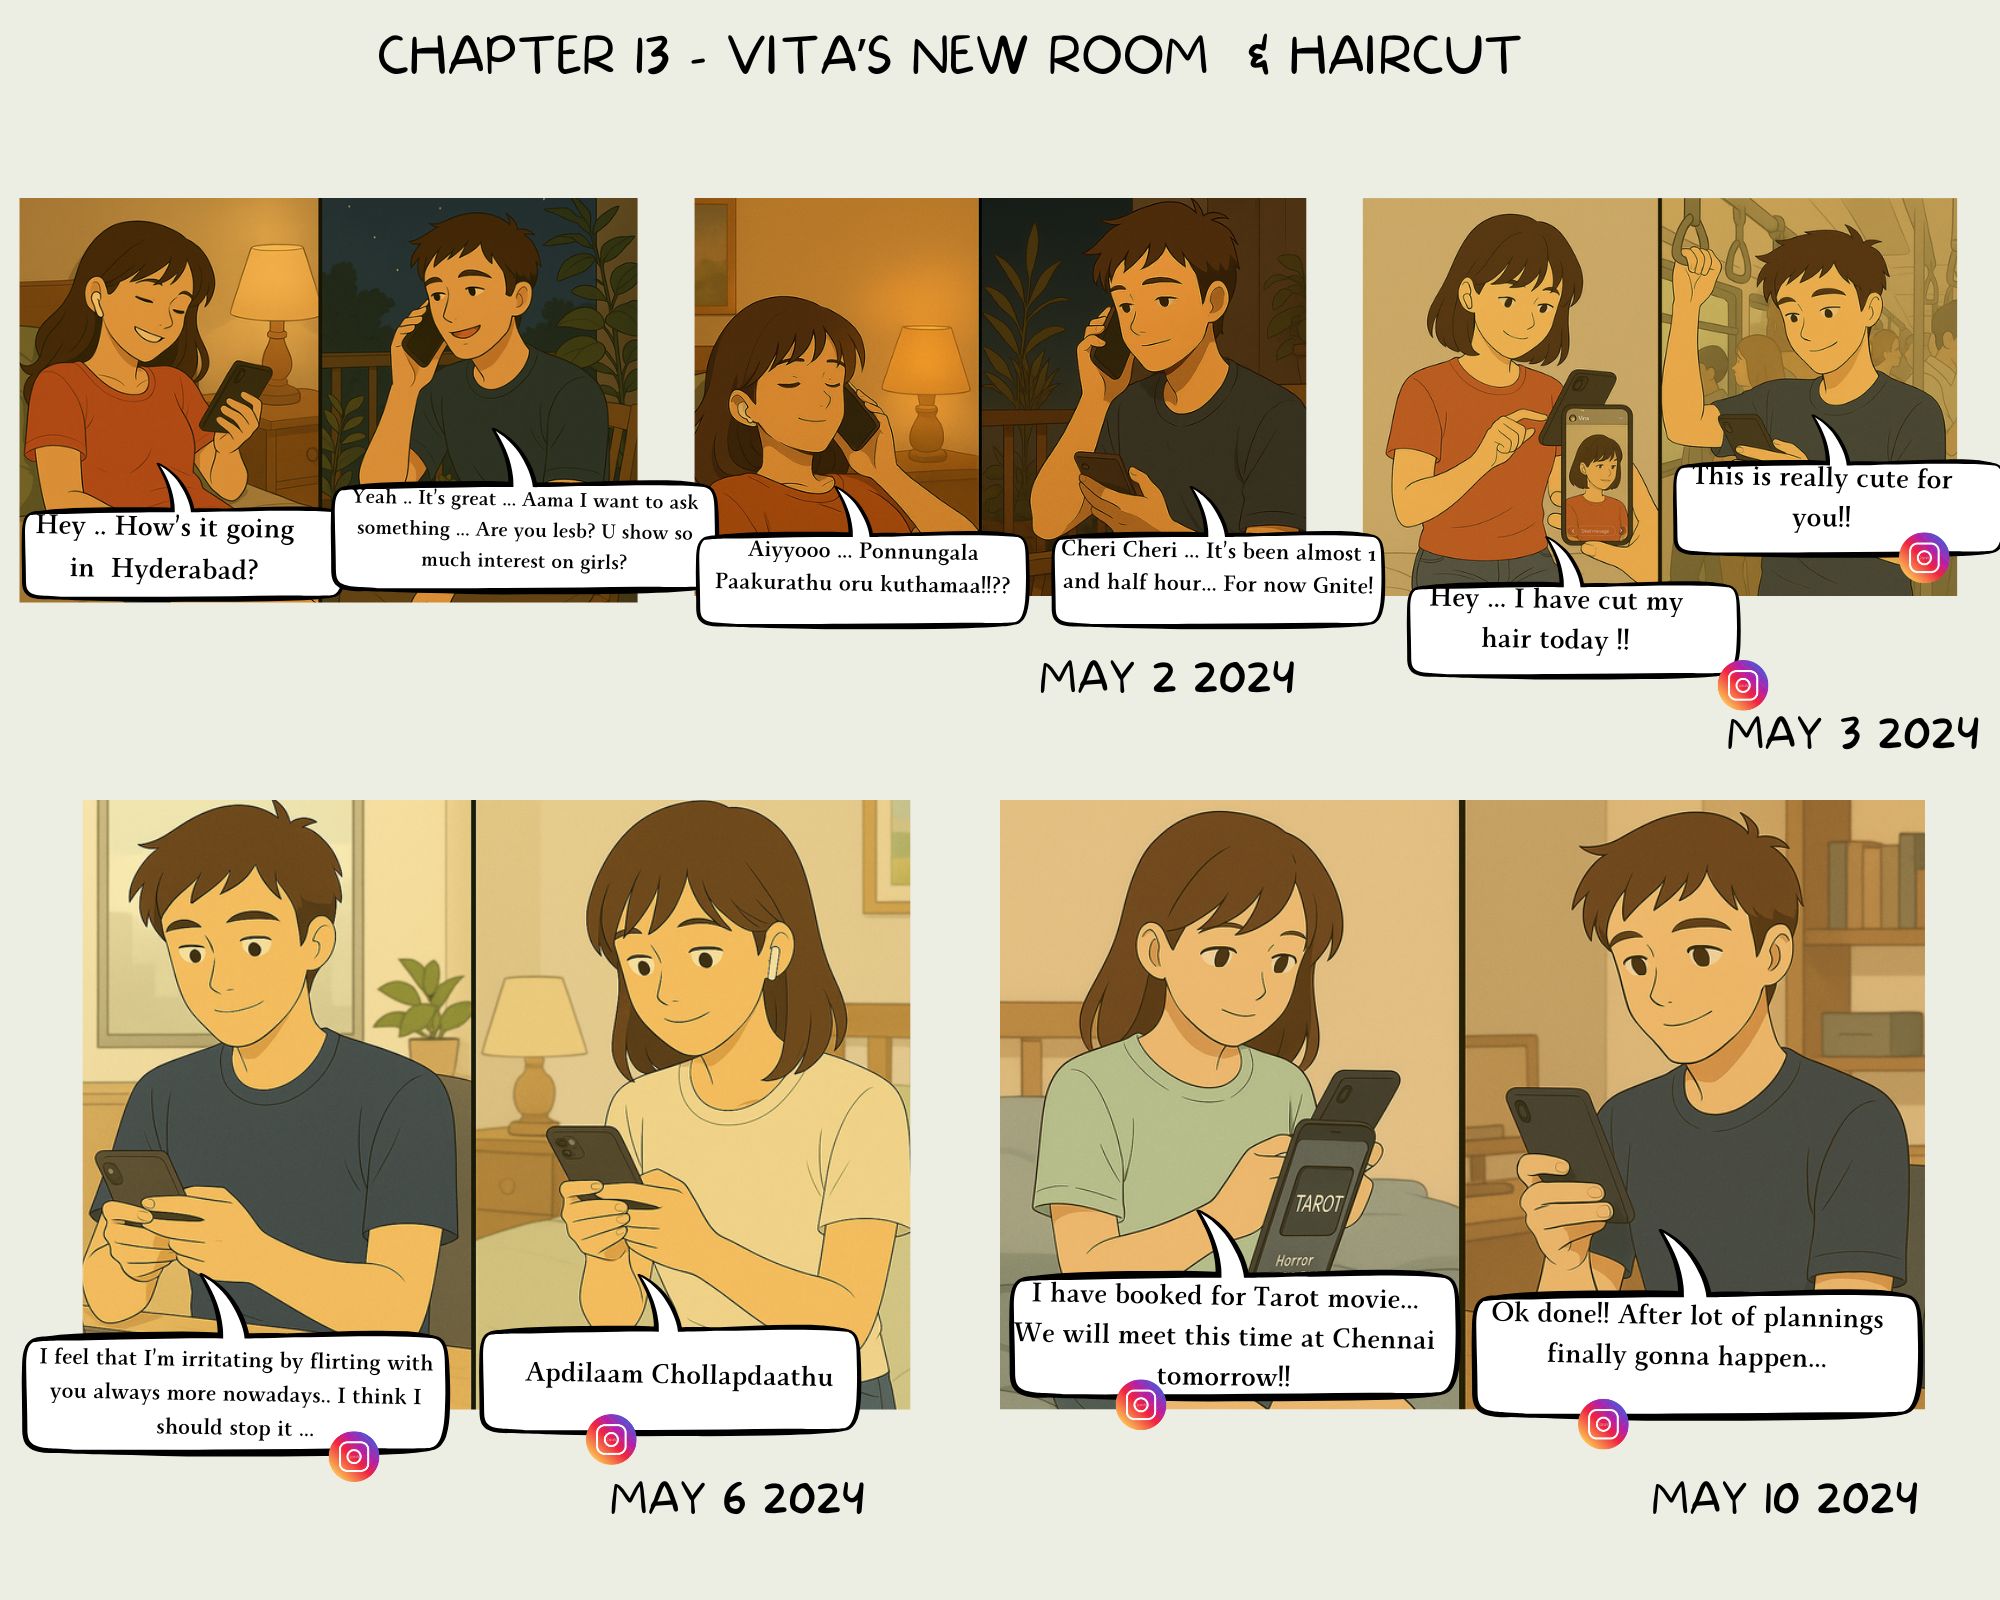 CHAPTER 13 - VITA'S NEW ROOM & HAIRCUT
Hey .. How's it going
in Hyderabad?
Yeah .. It's great ... Aama I want to ask
something ... Are you lesb? U show so
much interest on girls?
Aiyyooo ... Ponnungala
Paakurathu oru kuthamaa!!??
Cheri Cheri ... It's been almost 1
and half hour... For now Gnite!
MAY 2 2024
Hey ... I have cut my
hair today !!
This is really cute for
you!!
MAY 3 2024
I feel that I'm irritating by flirting with
you always more nowadays.. I think I
should stop it ...
Apdilaam Chollapdaathu
MAY 6 2024
TAROT
Horror
I have booked for Tarot movie...
We will meet this time at Chennai
tomorrow!!
Ok done!! After lot of plannings
finally gonna happen...
MAY 10 2024